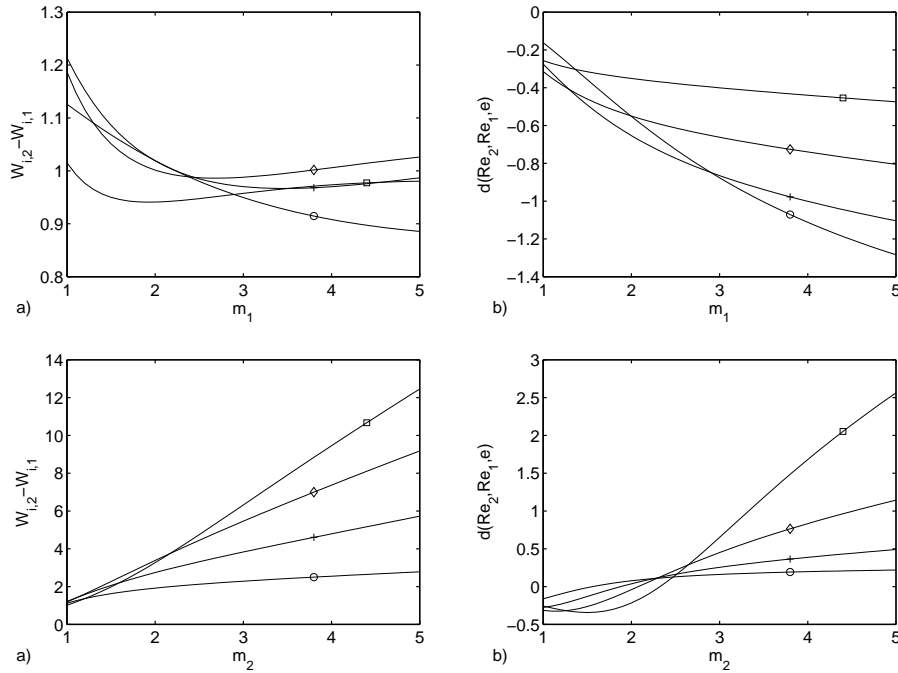 1.3
1.2
1.1
1
0.9
0.8
W_{i,2}−W_{i,1}
1 2 3 4 5
a)
m_1
−0.2
−0.4
−0.6
−0.8
−1
−1.2
−1.4
0
d(Re_2,Re_1,e)
1 2 3 4 5
b)
m_1
14
12
10
8
6
4
2
0
W_{i,2}−W_{i,1}
1 2 3 4 5
a)
m_2
3
2.5
2
1.5
1
0.5
0
−0.5
d(Re_2,Re_1,e)
1 2 3 4 5
b)
m_2